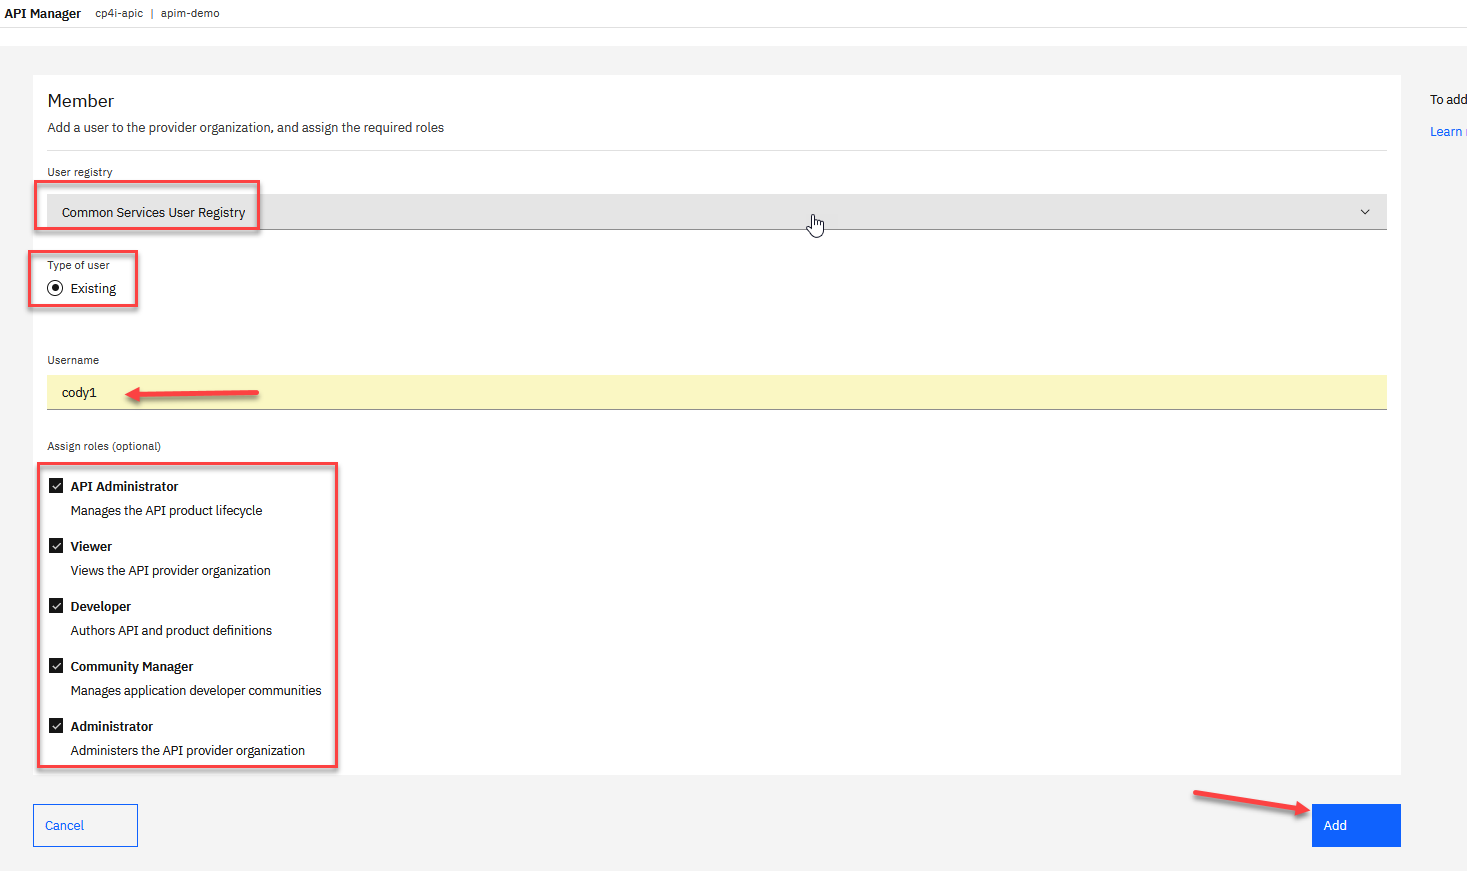 API Manager cp4i-apic | apim-demo
Member
Add a user to the provider organization, and assign the required roles
To add
Learn
User registry
Common Services User Registry
Type of user
Existing
Username
cody1
Assign roles (optional)
API Administrator
Manages the API product lifecycle
Viewer
Views the API provider organization
Developer
Authors API and product definitions
Community Manager
Manages application developer communities
Administrator
Administers the API provider organization
Cancel
Add